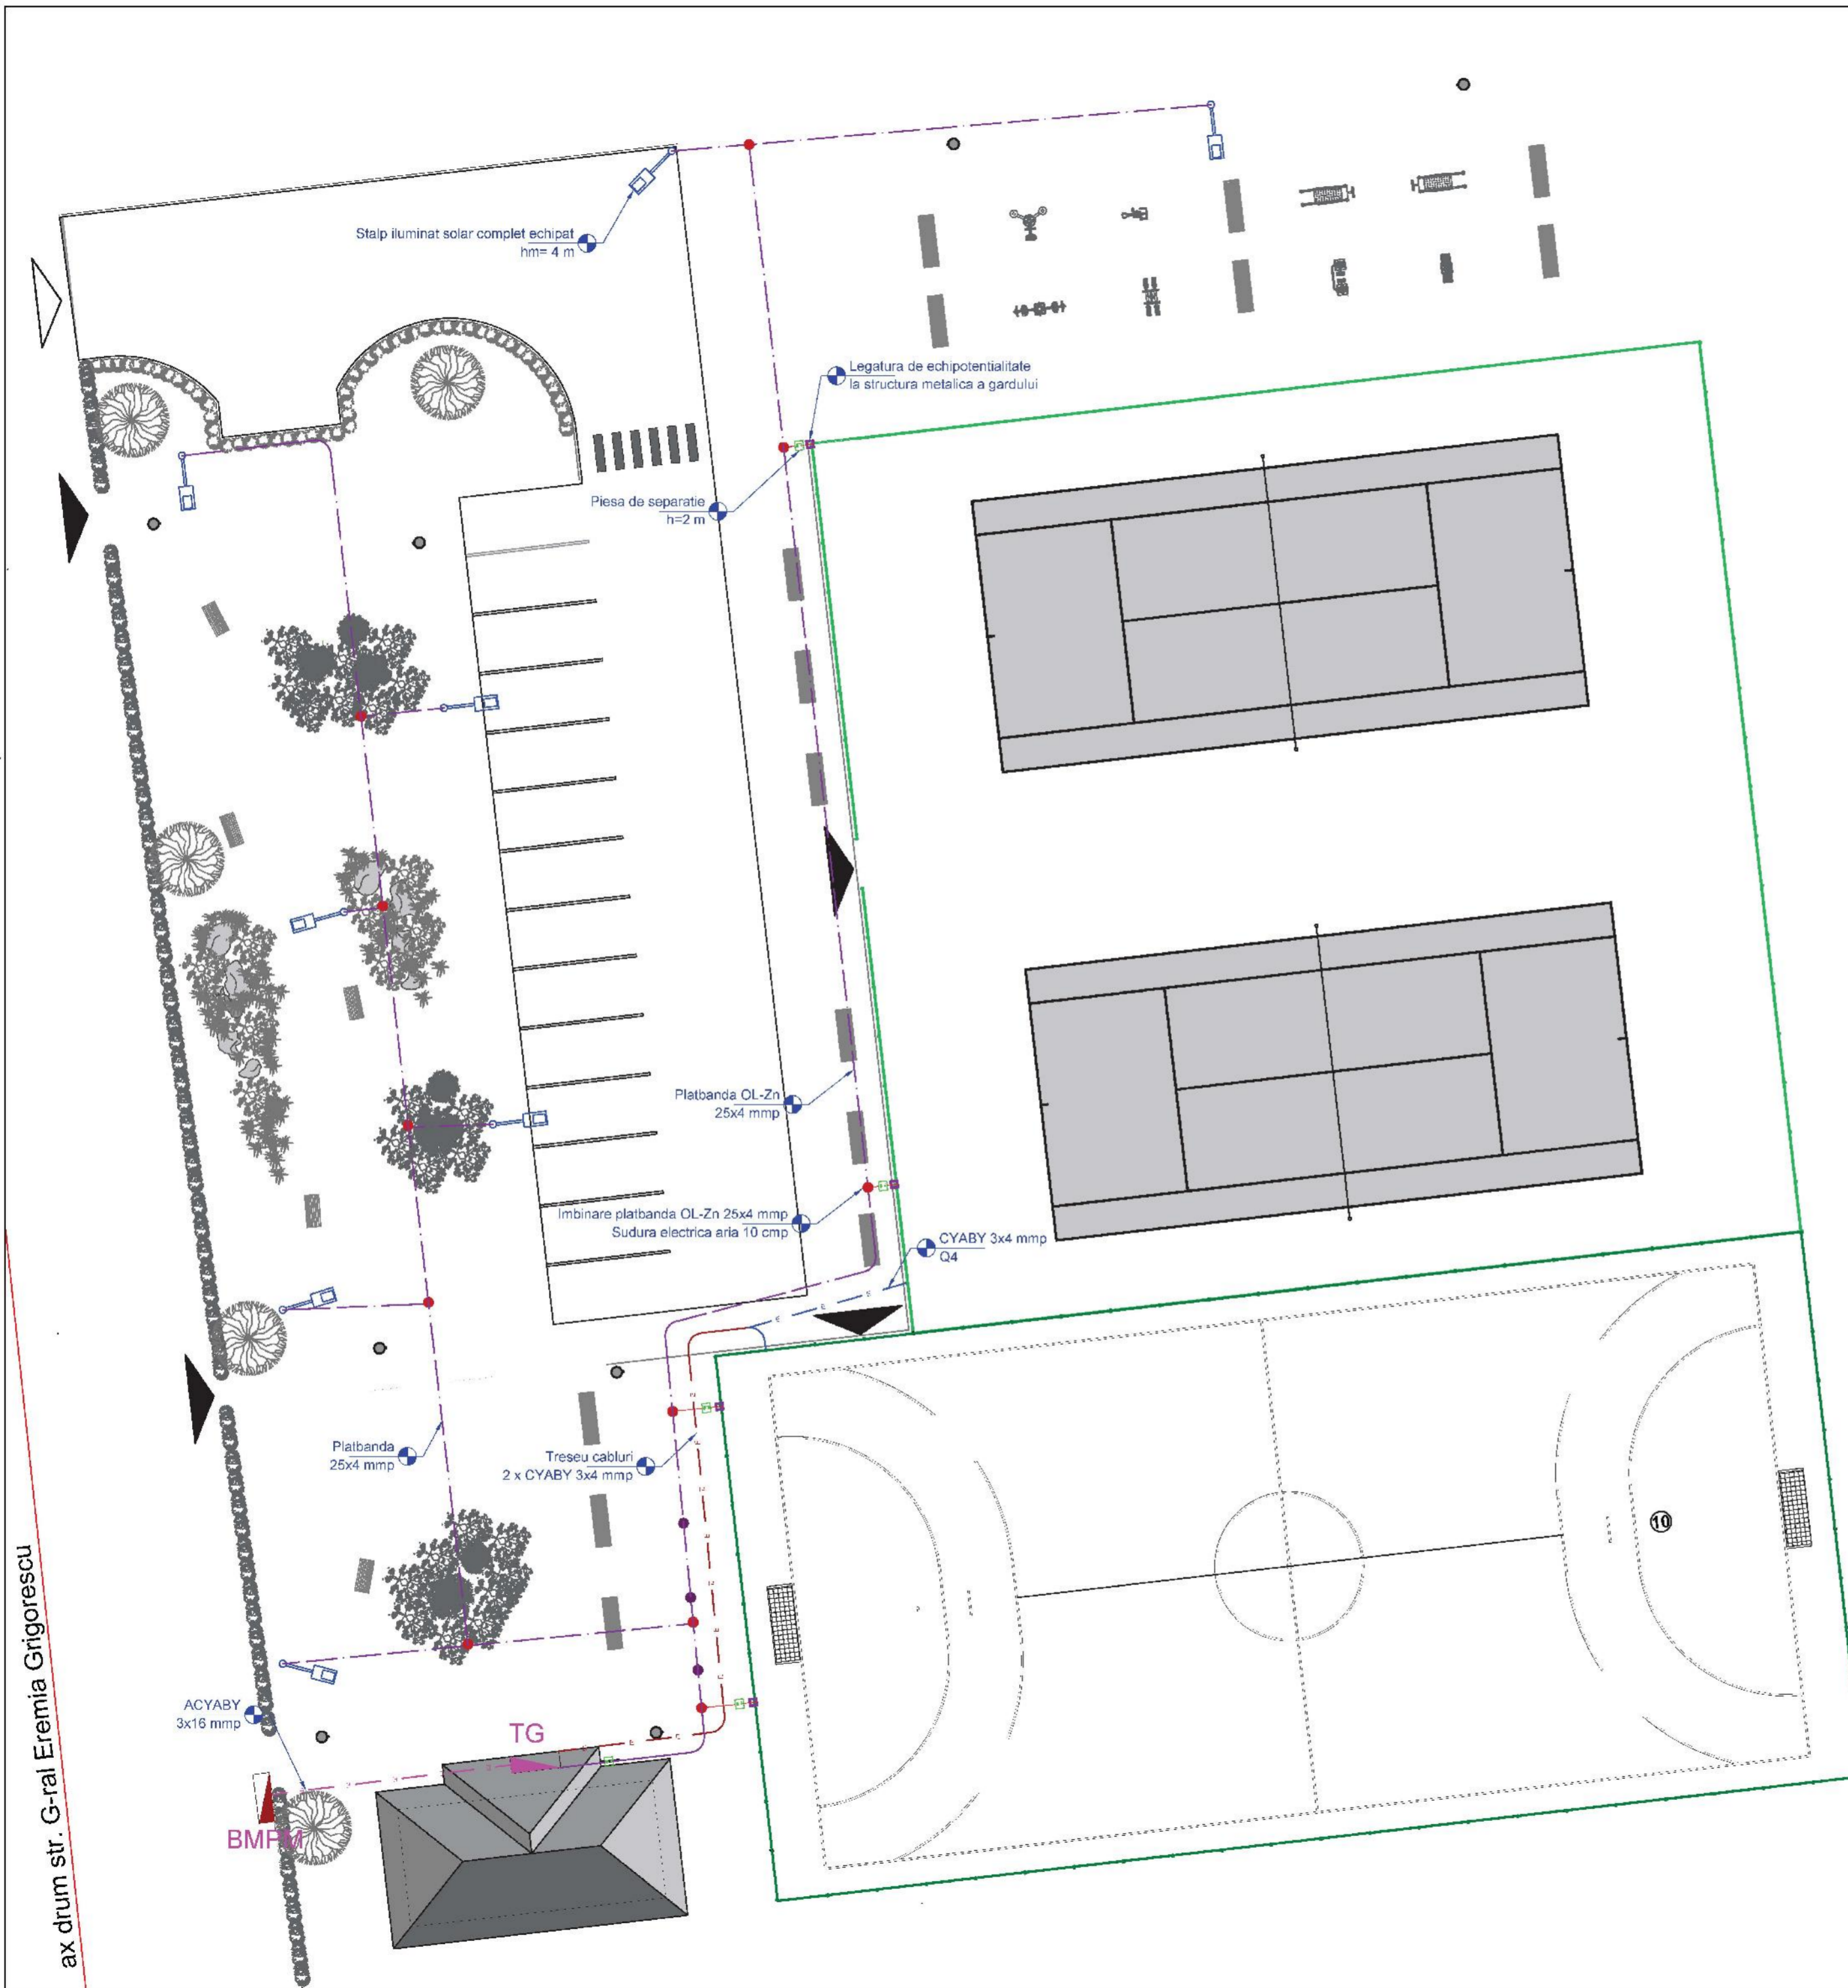 Stalp iluminat solar complet echipat
hm= 4 m
Legatura de echipotentialitate
la structura metalica a gardului
Piesa de separatie
h=2 m
Platbanda OL-Zn
25x4 mmp
Imbinare platbanda OL-Zn 25x4 mmp
Sudura electrica aria 10 cmp
CYABY 3x4 mmp
Q4
Platbanda
25x4 mmp
Treseu cabluri
2 x CYABY 3x4 mmp
10
ACYABY
3x16 mmp
TG
BMPM
ax drum str. G-ral Eremia Grigorescu